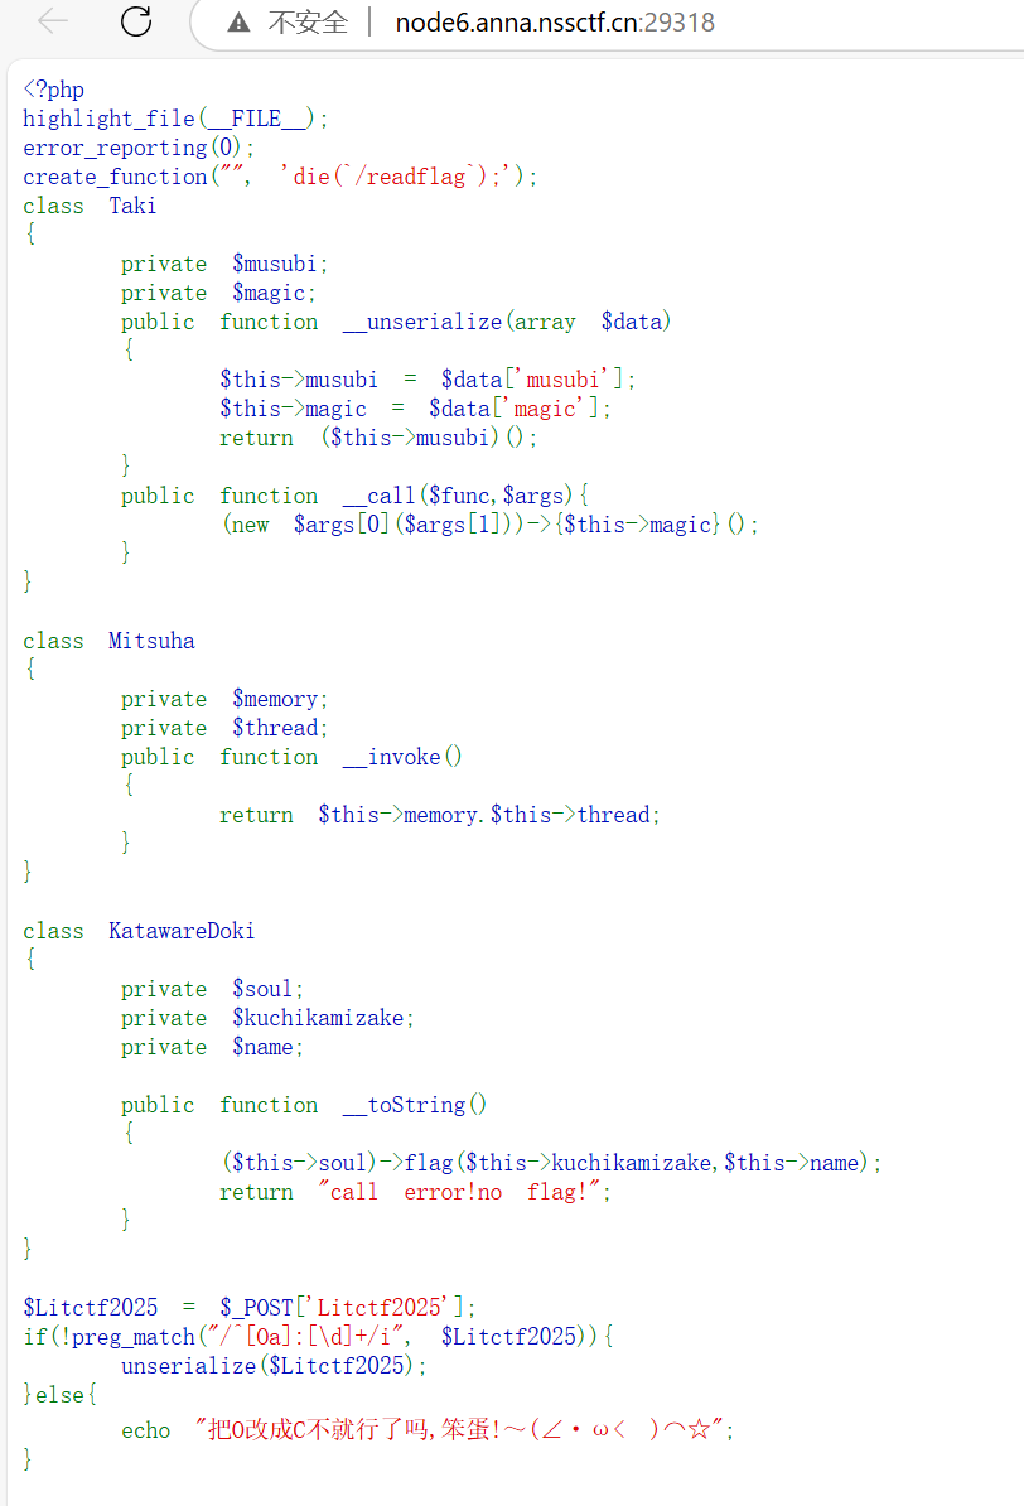 不安全 | node6.anna.nssctf.cn:29318
<?php
highlight_file(__FILE__);
error_reporting(0);
create_function("", 'die(`/readflag`);');
class Taki
{
private $musubi;
private $magic;
public function __unserialize(array $data)
{
$this->musubi = $data['musubi'];
$this->magic = $data['magic'];
return ($this->musubi)();
}
public function __call($func,$args){
(new $args[0]($args[1]))->{$this->magic}();
}
}
class Mitsuha
{
private $memory;
private $thread;
public function __invoke()
{
return $this->memory.$this->thread;
}
}
class KatawareDoki
{
private $soul;
private $kuchikamizake;
private $name;
public function __toString()
{
($this->soul)->flag($this->kuchikamizake,$this->name);
return "call error!no flag!";
}
}
$Litctf2025 = $_POST['Litctf2025'];
if(!preg_match("/^[Oa]:[\d]+/i", $Litctf2025)){
unserialize($Litctf2025);
}else{
echo "把O改成C不就行了吗,笨蛋!～(∠・ω< )⌒☆";
}